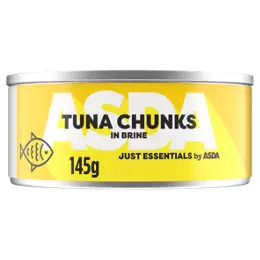 ASDA
TUNA CHUNKS
IN BRINE
JUST ESSENTIALS by ASDA
145g